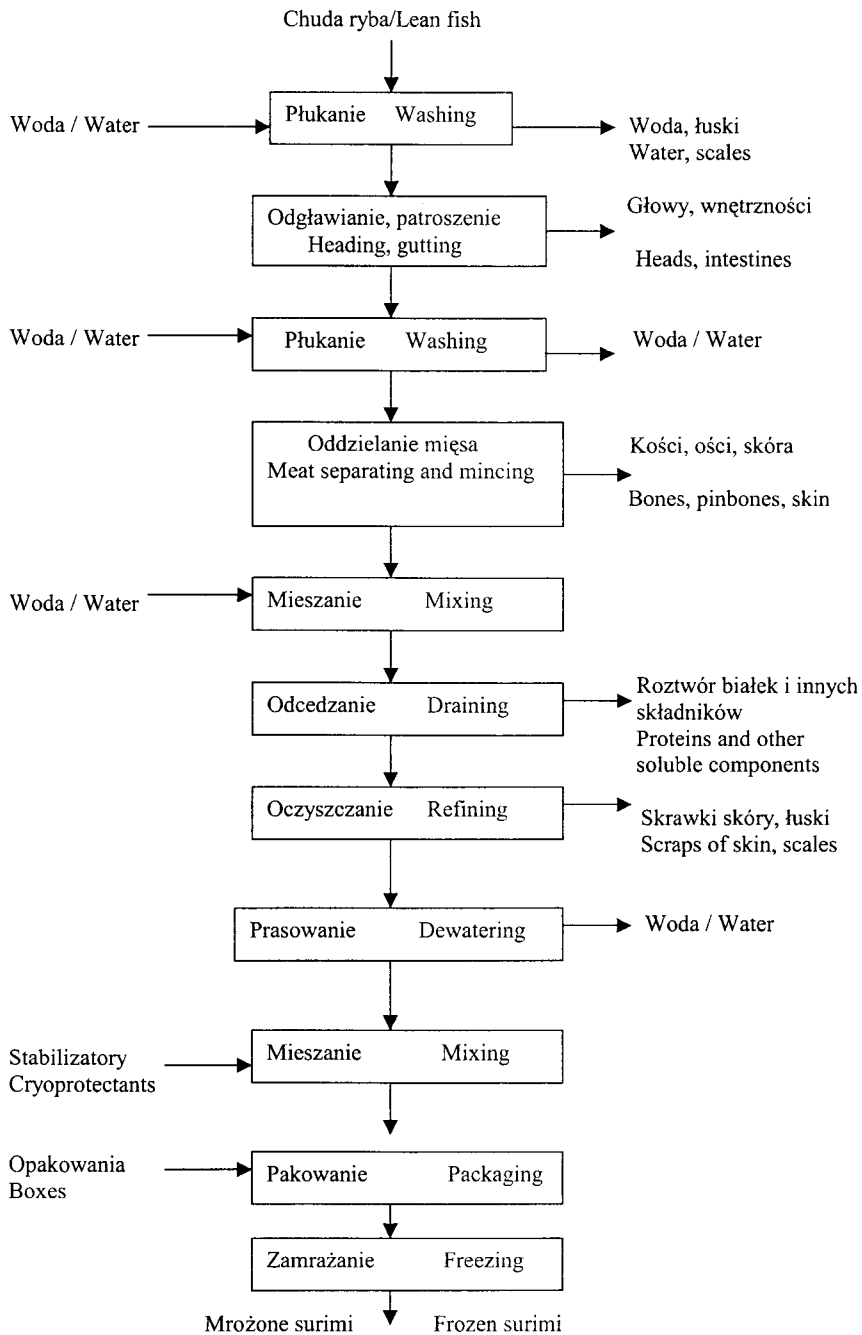 Chuda ryba/Lean fish
Woda / Water
Płukanie Washing
Woda, łuski
Water, scales
Odgławianie, patroszenie
Heading, gutting
Głowy, wnętrzności
Heads, intestines
Woda / Water
Płukanie Washing
Woda / Water
Oddzielanie mięsa
Meat separating and mincing
Kości, ości, skóra
Bones, pinbones, skin
Woda / Water
Mieszanie Mixing
Odcedzanie Draining
Roztwór białek i innych
składników
Proteins and other
soluble components
Oczyszczanie Refining
Skrawki skóry, łuski
Scraps of skin, scales
Prasowanie Dewatering
Woda / Water
Stabilizatory
Cryoprotectants
Mieszanie Mixing
Opakowania
Boxes
Pakowanie Packaging
Zamrażanie Freezing
Mrożone surimi Frozen surimi